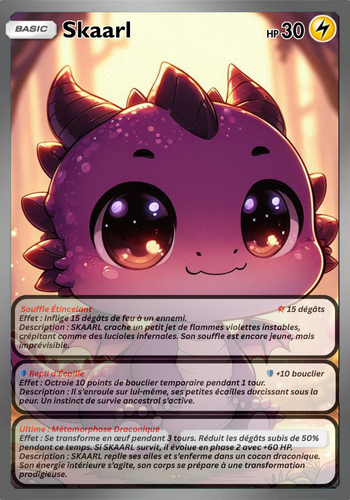 BASIC Skaarl HP 30
Souffle Étincelant 15 dégâts
Effet : Inflige 15 dégâts de feu à un ennemi.
Description : SKAARL crache un petit jet de flammes violettes instables,
crépitant comme des lucioles infernales. Son souffle est encore jeune, mais
imprévisible.
Repli d'Écaille +10 bouclier
Effet : Octroie 10 points de bouclier temporaire pendant 1 tour.
Description : Il s'enroule sur lui-même, ses petites écailles durcissant sous la
peur. Un instinct de survie ancestral s'active.
Ultime : Métamorphose Draconique
Effet : Se transforme en œuf pendant 3 tours. Réduit les dégâts subis de 50%
pendant ce temps. Si SKAARL survit, il évolue en phase 2 avec +60 HP.
Description : SKAARL replie ses ailes et s'enferme dans un cocon draconique.
Son énergie intérieure s'agite, son corps se prépare à une transformation
prodigieuse.